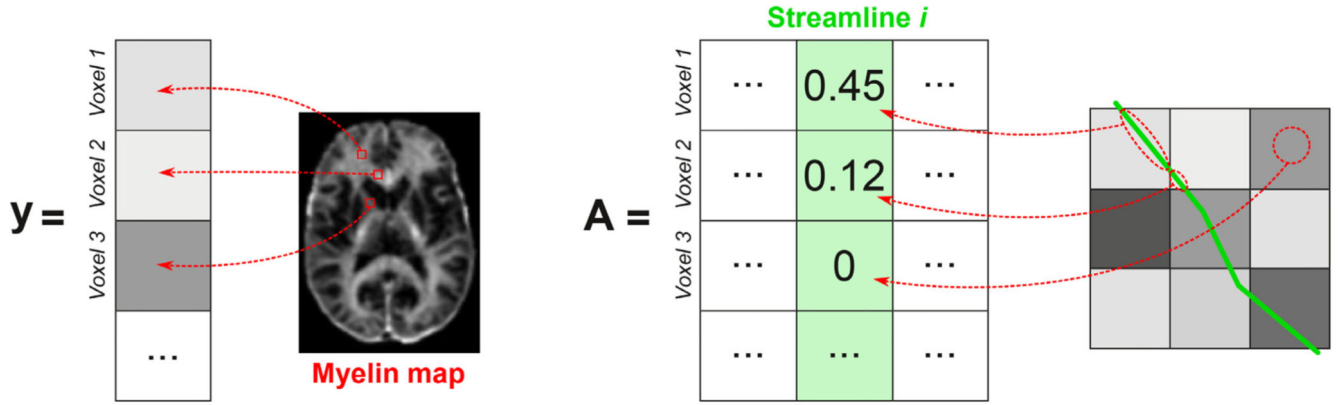 Streamline i
y =
Voxel 1
Voxel 2
Voxel 3
...
Myelin map
A =
Voxel 1
Voxel 2
Voxel 3
... 0.45 ...
... 0.12 ...
... 0 ...
... ... ...